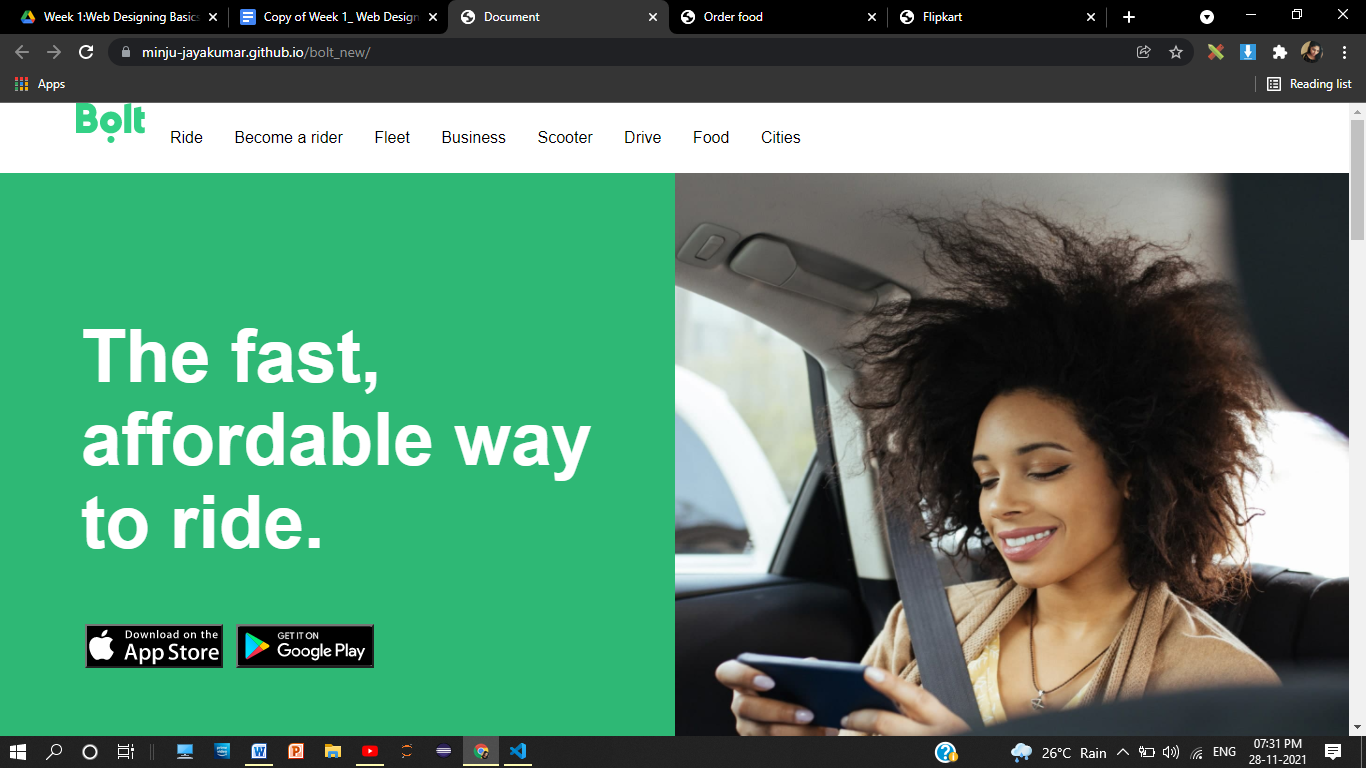 Week 1:Web Designing Basics
Copy of Week 1_ Web Design
Document
Order food
Flipkart
minju-jayakumar.github.io/bolt_new/
Apps
Reading list
Bolt
Ride
Become a rider
Fleet
Business
Scooter
Drive
Food
Cities
The fast,
affordable way
to ride.
Download on the
App Store
GET IT ON
Google Play
26°C Rain
ENG
07:31 PM
28-11-2021